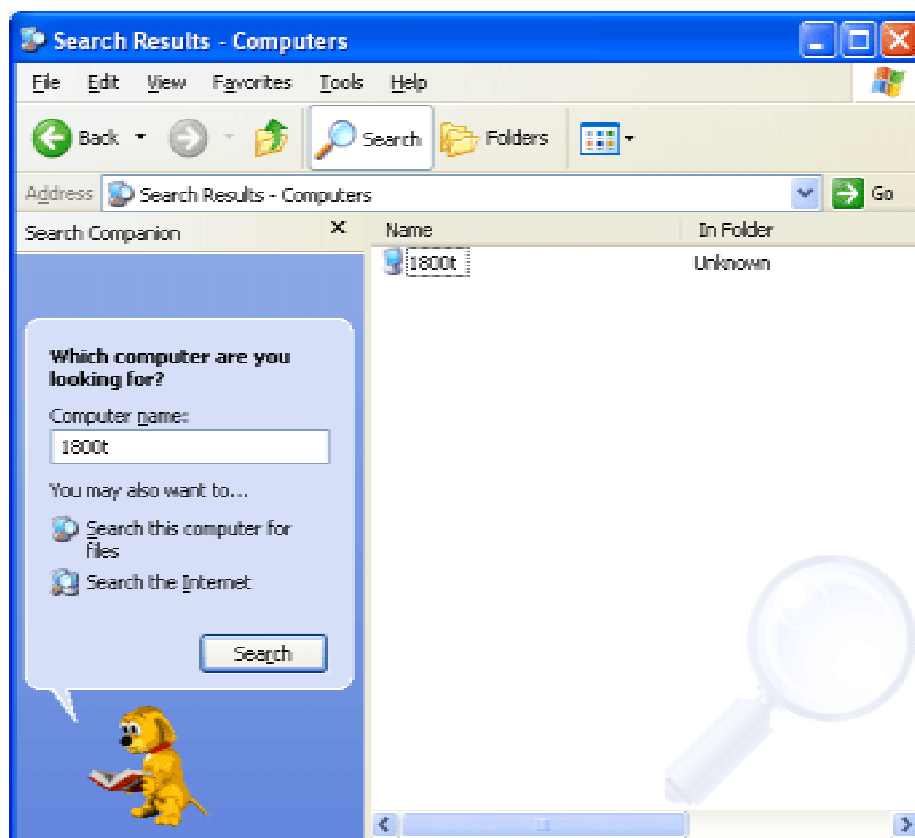 Search Results - Computers
File Edit View Favorites Tools Help
Back Search Folders
Address Search Results - Computers Go
Search Companion
Name In Folder
1800t Unknown
Which computer are you
looking for?
Computer name:
1800t
You may also want to...
Search this computer for
files
Search the Internet
Search